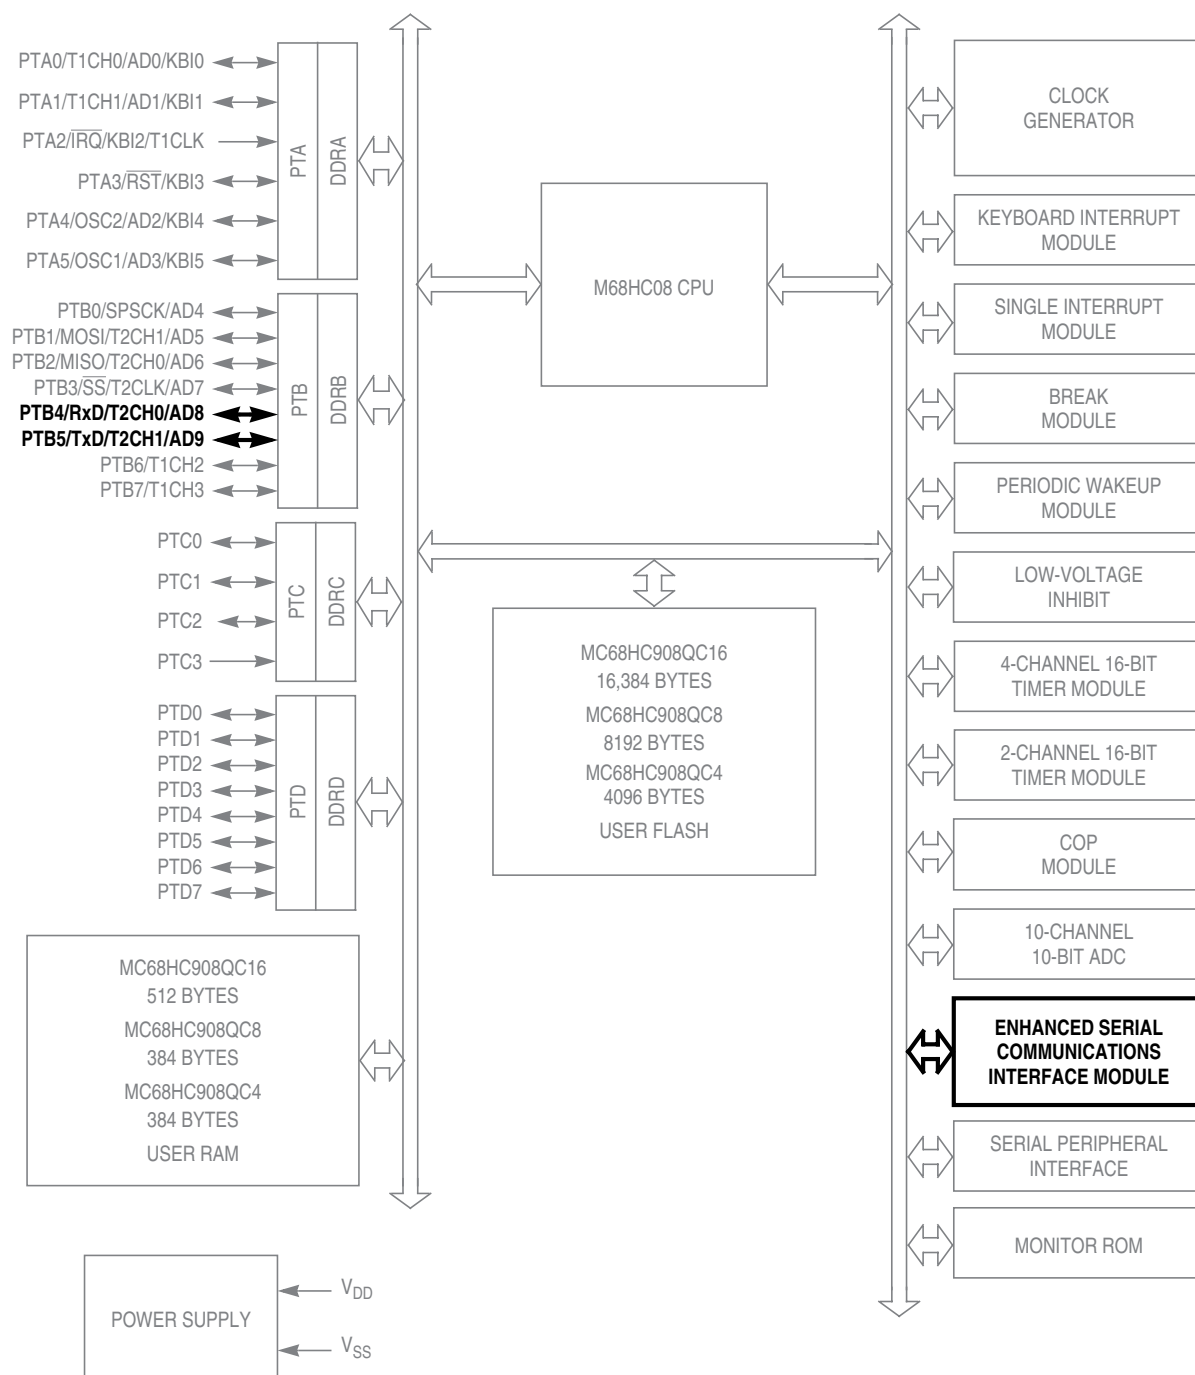 PTA0/T1CH0/AD0/KBI0
PTA1/T1CH1/AD1/KBI1
PTA2/IRQ/KBI2/T1CLK
PTA3/RST/KBI3
PTA4/OSC2/AD2/KBI4
PTA5/OSC1/AD3/KBI5
PTA
DDRA
PTB0/SPSCK/AD4
PTB1/MOSI/T2CH1/AD5
PTB2/MISO/T2CH0/AD6
PTB3/SS/T2CLK/AD7
PTB4/RxD/T2CH0/AD8
PTB5/TxD/T2CH1/AD9
PTB6/T1CH2
PTB7/T1CH3
PTB
DDRB
PTC0
PTC1
PTC2
PTC3
PTC
DDRC
PTD0
PTD1
PTD2
PTD3
PTD4
PTD5
PTD6
PTD7
PTD
DDRD
MC68HC908QC16
512 BYTES
MC68HC908QC8
384 BYTES
MC68HC908QC4
384 BYTES
USER RAM
POWER SUPPLY
VDD
VSS
M68HC08 CPU
MC68HC908QC16
16,384 BYTES
MC68HC908QC8
8192 BYTES
MC68HC908QC4
4096 BYTES
USER FLASH
CLOCK
GENERATOR
KEYBOARD INTERRUPT
MODULE
SINGLE INTERRUPT
MODULE
BREAK
MODULE
PERIODIC WAKEUP
MODULE
LOW-VOLTAGE
INHIBIT
4-CHANNEL 16-BIT
TIMER MODULE
2-CHANNEL 16-BIT
TIMER MODULE
COP
MODULE
10-CHANNEL
10-BIT ADC
ENHANCED SERIAL
COMMUNICATIONS
INTERFACE MODULE
SERIAL PERIPHERAL
INTERFACE
MONITOR ROM